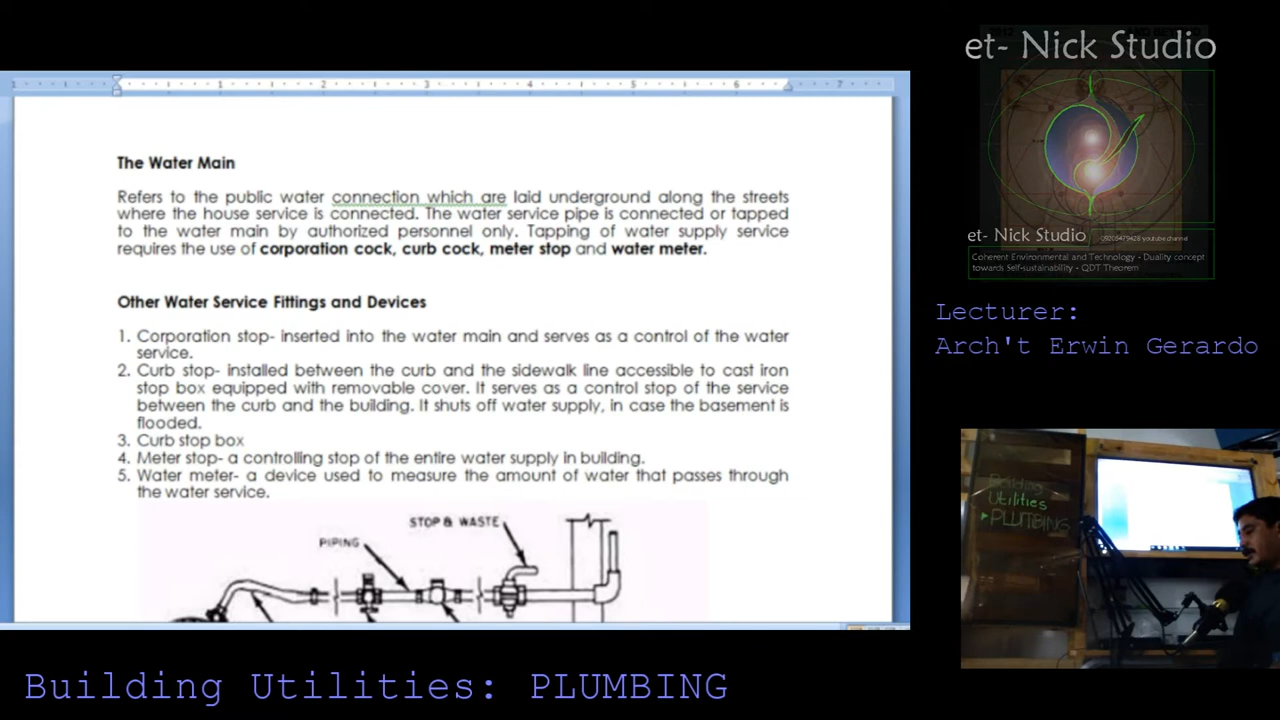 et- Nick Studio
The Water Main
Refers to the public water connection which are laid underground along the streets
where the house service is connected. The water service pipe is connected or tapped
to the water main by authorized personnel only. Tapping of water supply service
requires the use of corporation cock, curb cock, meter stop and water meter.
Other Water Service Fittings and Devices
1. Corporation stop- inserted into the water main and serves as a control of the water
service.
2. Curb stop- installed between the curb and the sidewalk line accessible to cast iron
stop box equipped with removable cover. It serves as a control stop of the service
between the curb and the building. It shuts off water supply, in case the basement is
flooded.
3. Curb stop box
4. Meter stop- a controlling stop of the entire water supply in building.
5. Water meter- a device used to measure the amount of water that passes through
the water service.
STOP & WASTE
PIPING
et- Nick Studio
youtube channel
Coherent Environmental and Technology - Duality concept
towards Self-sustainability - QDT Theorem
Lecturer:
Arch't Erwin Gerardo
Building
Utilities
PLUMBING
Building Utilities: PLUMBING